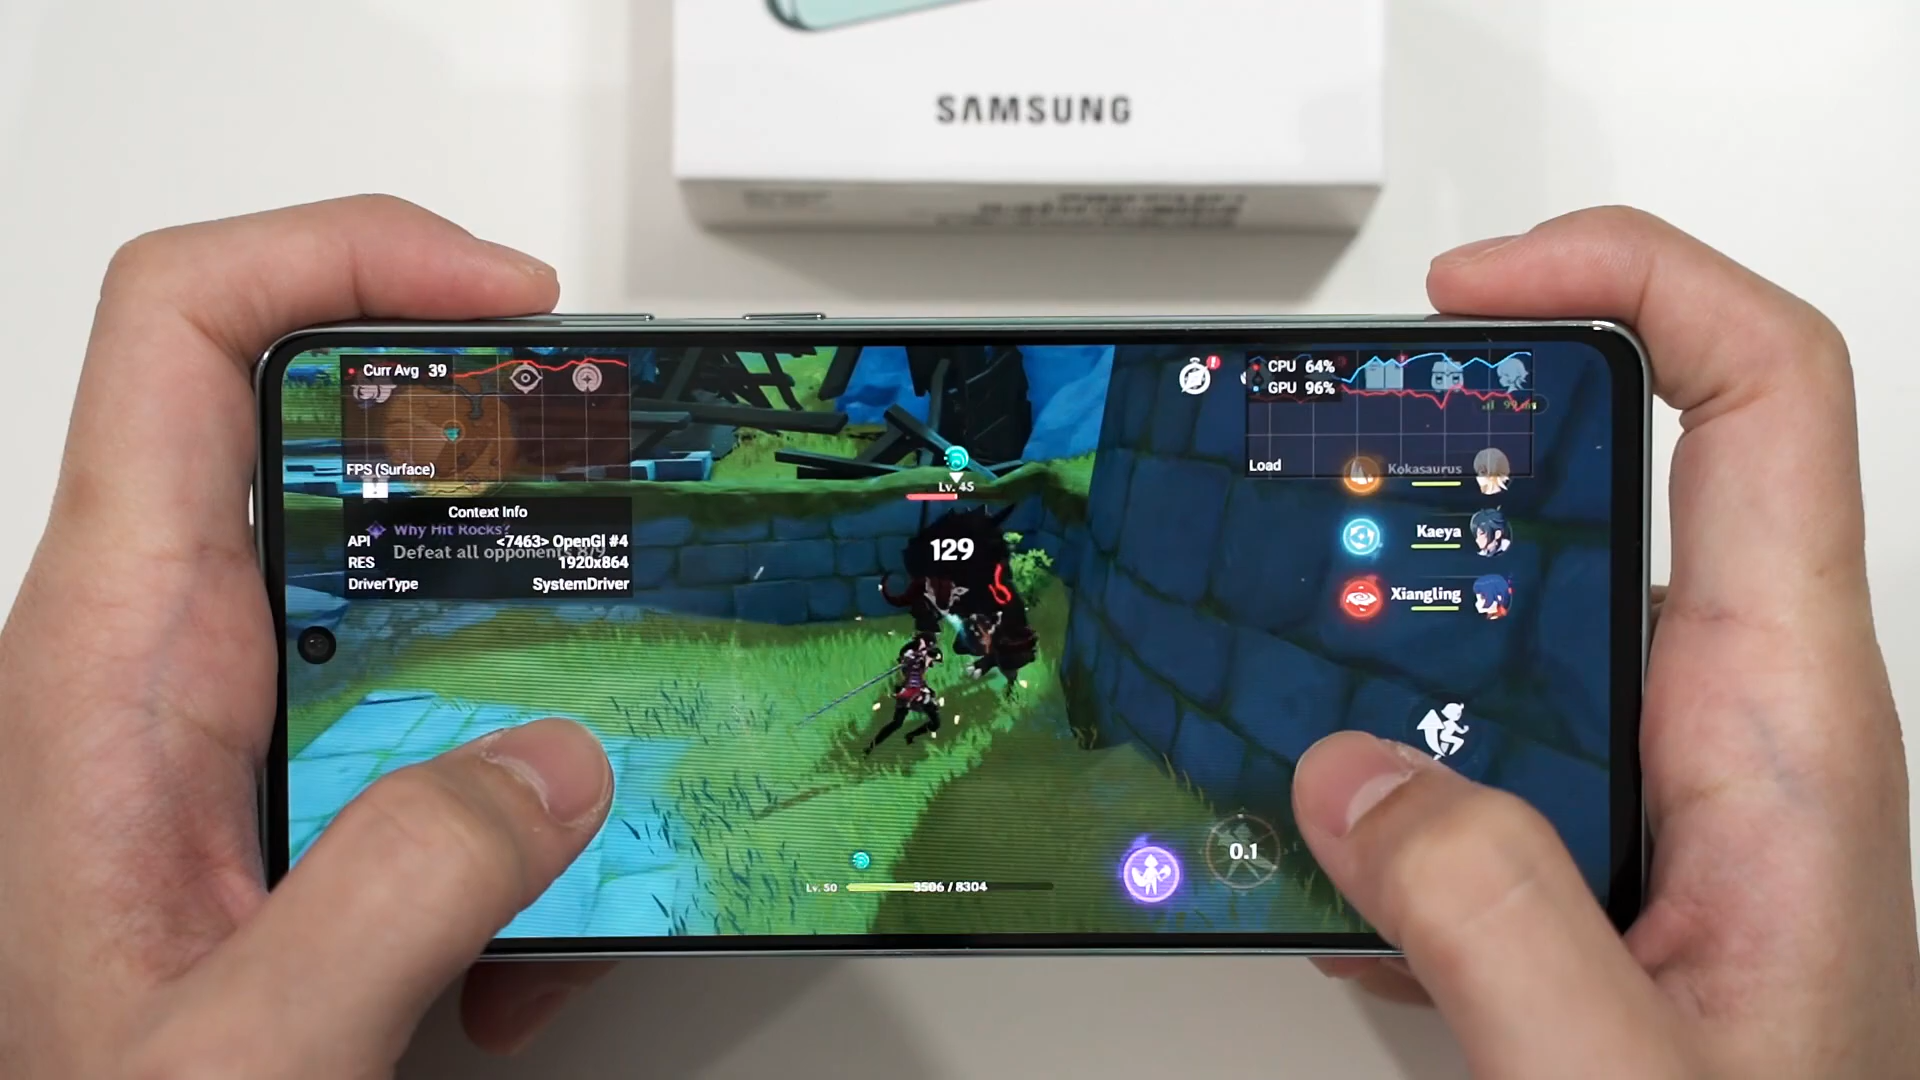 SAMSUNG
Curr Avg 39
FPS (Surface)
CPU 64%
GPU 96%
Load
Lv. 45
129
Context Info
Why Hit Rocks?
API <7463> OpenGl #4
Defeat all opponents 8/9
RES 1920x864
DriverType SystemDriver
Kokasaurus
Kaeya
Xiangling
0.1
Lv. 50 3506 / 8304